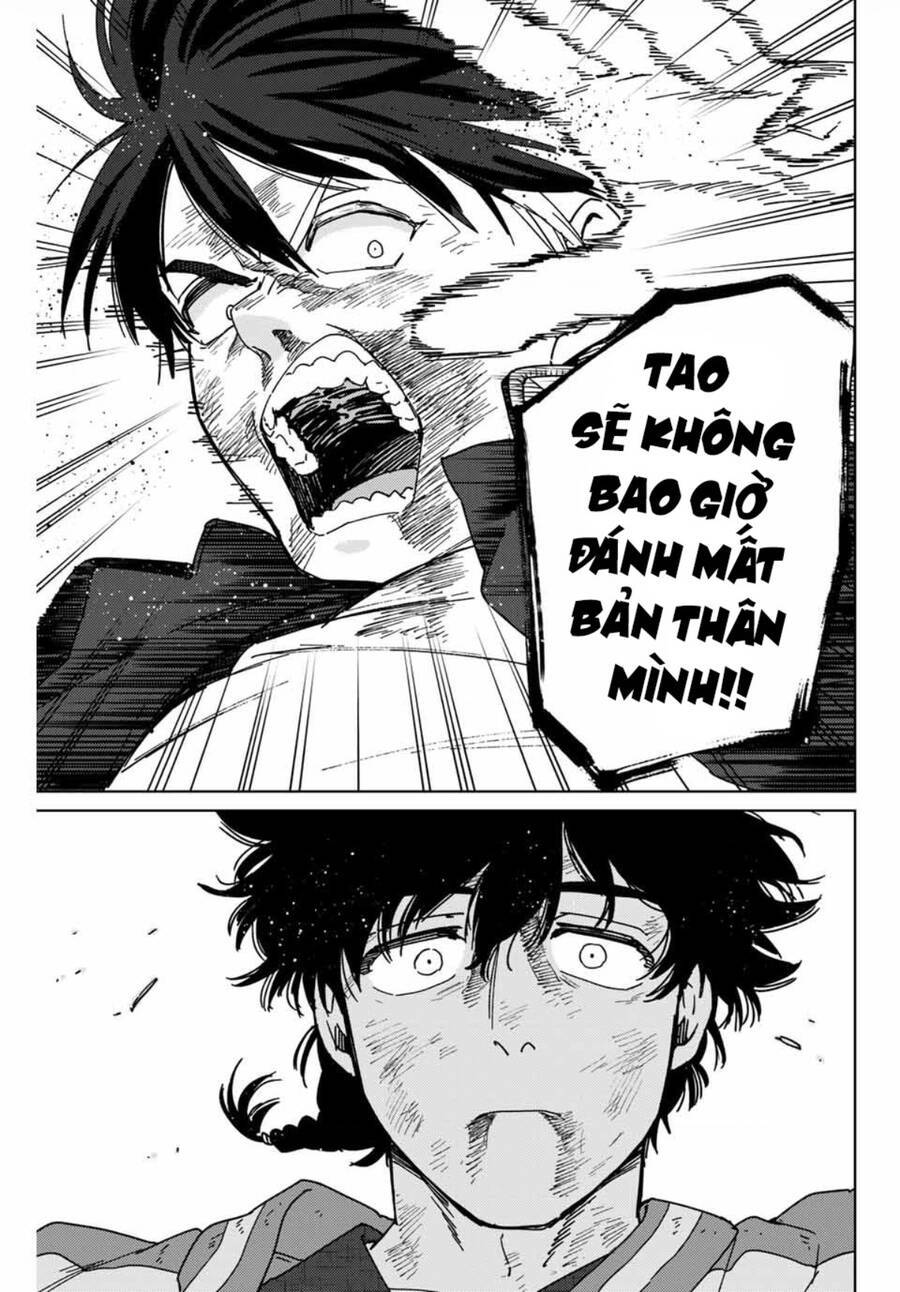 TAO
SẼ KHÔNG
BAO GIỜ
ĐÁNH MẤT
BẢN THÂN
MÌNH!!